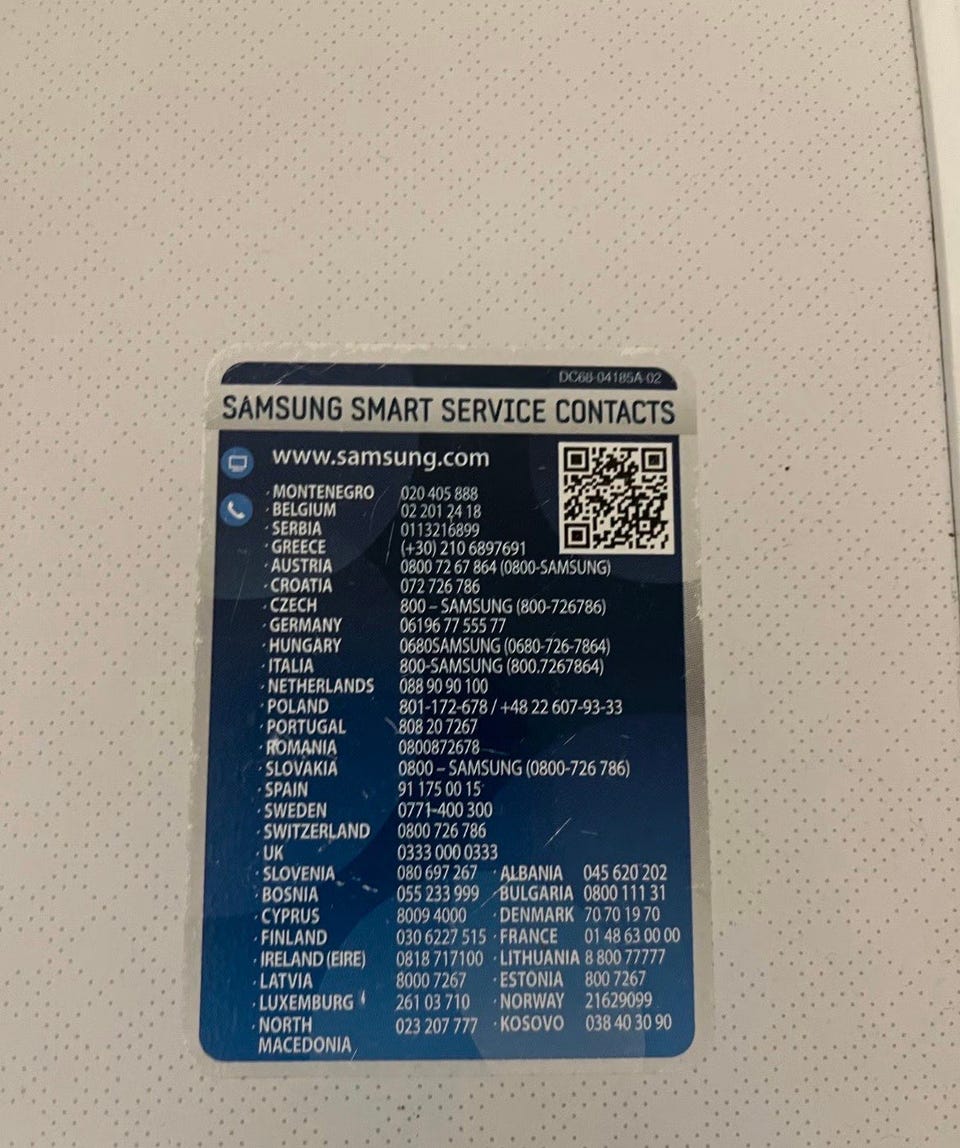 DC68-04185A-02
SAMSUNG SMART SERVICE CONTACTS
www.samsung.com
· MONTENEGRO 020 405 888
· BELGIUM 02 201 24 18
· SERBIA 0113216899
· GREECE (+30) 210 6897691
· AUSTRIA 0800 72 67 864 (0800-SAMSUNG)
· CROATIA 072 726 786
· CZECH 800 – SAMSUNG (800-726786)
· GERMANY 06196 77 555 77
· HUNGARY 0680SAMSUNG (0680-726-7864)
· ITALIA 800-SAMSUNG (800.7267864)
· NETHERLANDS 088 90 90 100
· POLAND 801-172-678 / +48 22 607-93-33
· PORTUGAL 808 20 7267
· ROMANIA 0800872678
· SLOVAKIA 0800 – SAMSUNG (0800-726 786)
· SPAIN 91 175 00 15
· SWEDEN 0771-400 300
· SWITZERLAND 0800 726 786
· UK 0333 000 0333
· SLOVENIA 080 697 267 · ALBANIA 045 620 202
· BOSNIA 055 233 999 · BULGARIA 0800 111 31
· CYPRUS 8009 4000 · DENMARK 70 70 19 70
· FINLAND 030 6227 515 · FRANCE 01 48 63 00 00
· IRELAND (EIRE) 0818 717100 · LITHUANIA 8 800 77777
· LATVIA 8000 7267 · ESTONIA 800 7267
· LUXEMBURG 261 03 710 · NORWAY 21629099
· NORTH 023 207 777 · KOSOVO 038 40 30 90
MACEDONIA